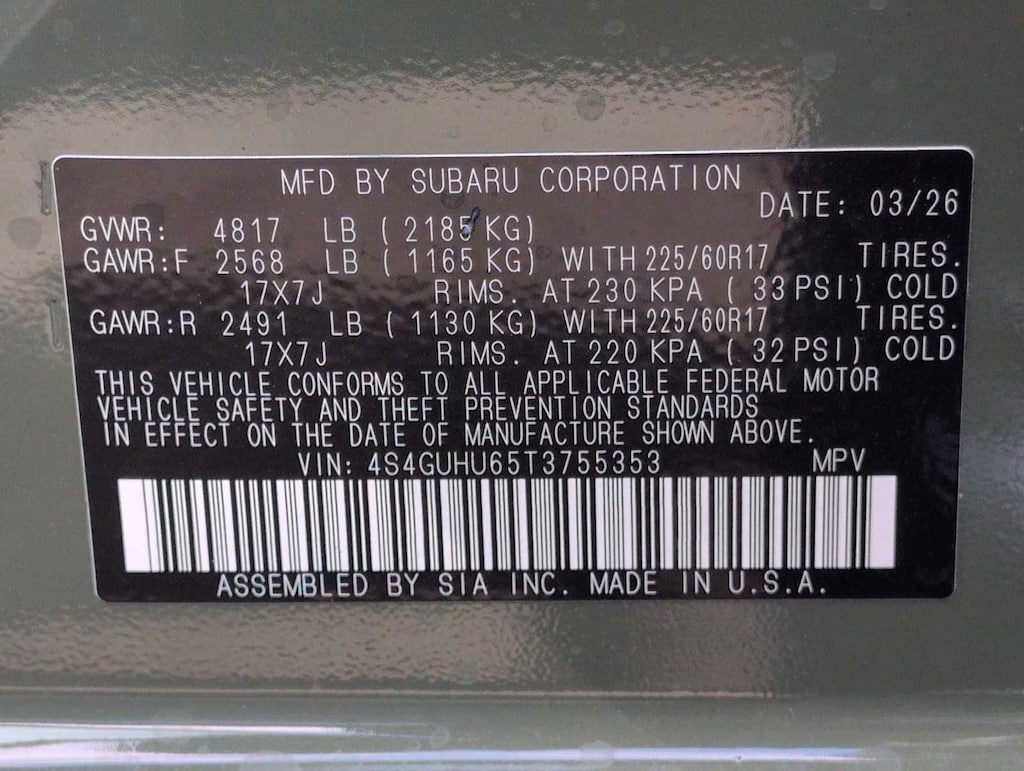 MFD BY SUBARU CORPORATION
DATE: 03/26
GVWR: 4817 LB ( 2185 KG)
GAWR:F 2568 LB ( 1165 KG) WITH 225/60R17 TIRES.
17X7J RIMS. AT 230 KPA ( 33 PSI) COLD
GAWR:R 2491 LB ( 1130 KG) WITH 225/60R17 TIRES.
17X7J RIMS. AT 220 KPA ( 32 PSI) COLD
THIS VEHICLE CONFORMS TO ALL APPLICABLE FEDERAL MOTOR
VEHICLE SAFETY AND THEFT PREVENTION STANDARDS
IN EFFECT ON THE DATE OF MANUFACTURE SHOWN ABOVE.
VIN: 4S4GUHU65T3755353 MPV
ASSEMBLED BY SIA INC. MADE IN U.S.A.